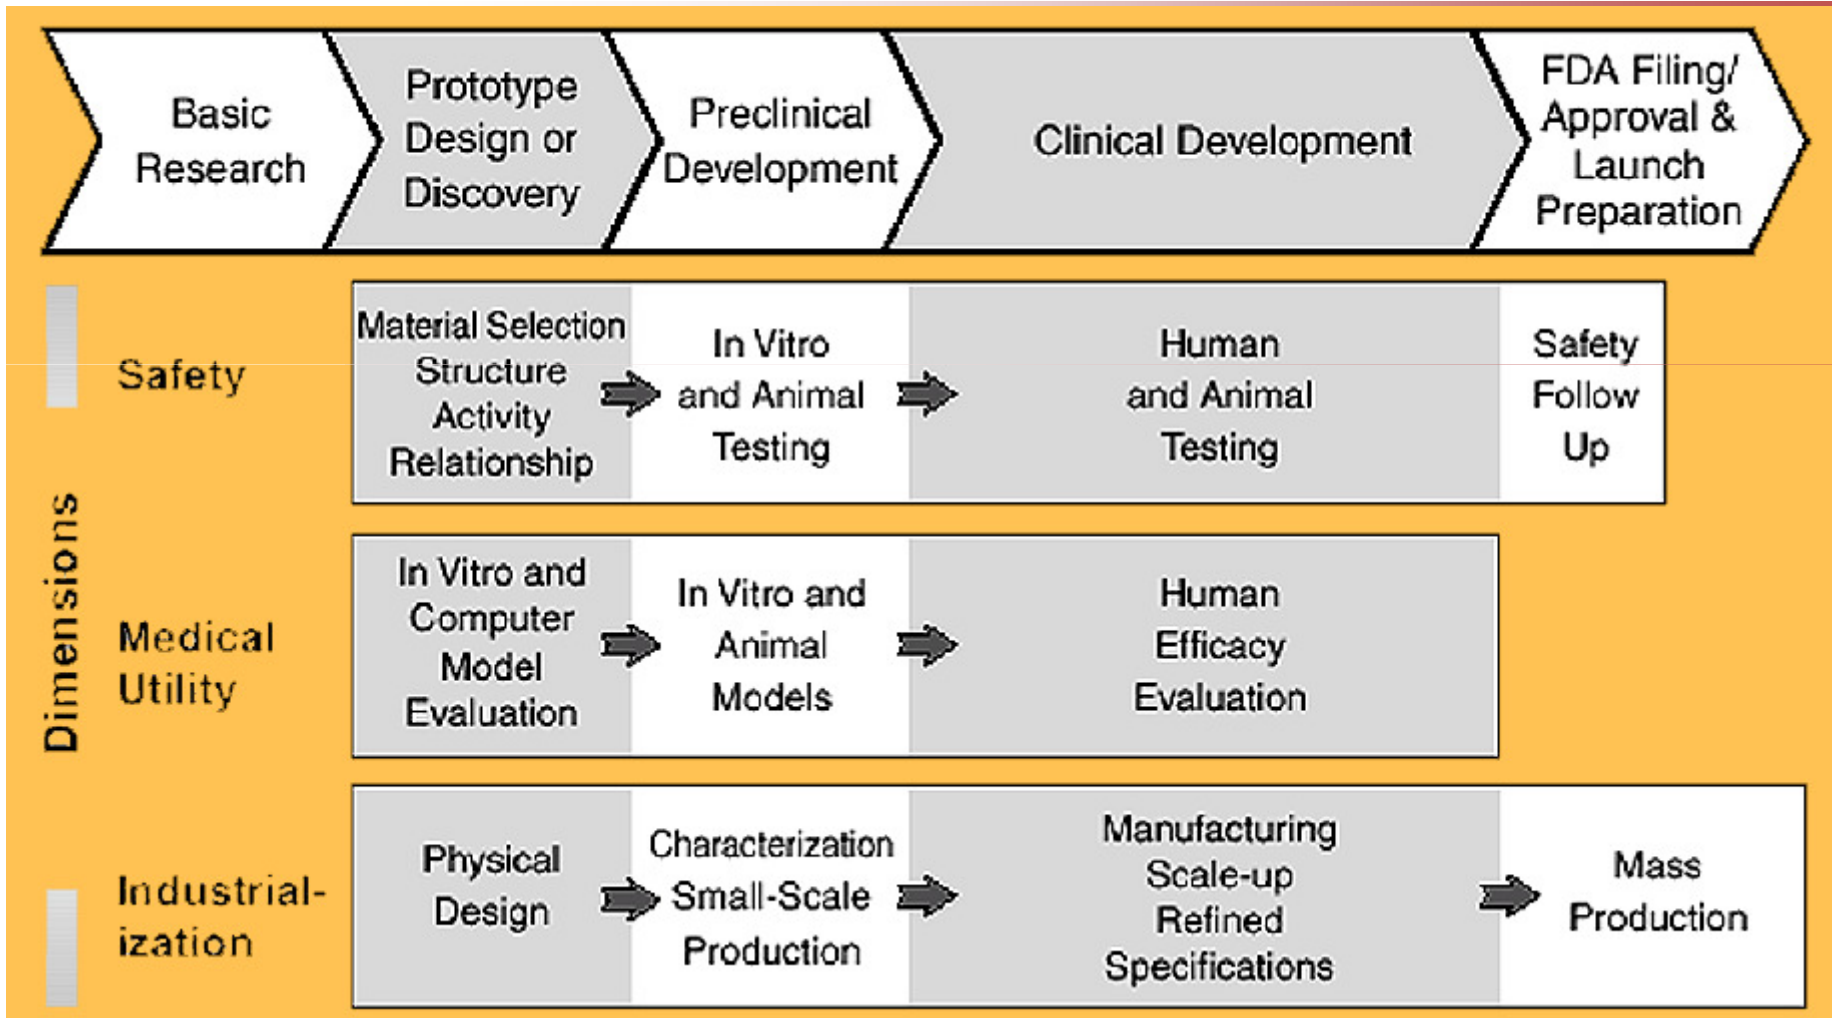 Basic
Research
Prototype
Design or
Discovery
Preclinical
Development
Clinical Development
FDA Filing/
Approval &
Launch
Preparation
Dimensions
Safety
Material Selection
Structure
Activity
Relationship
In Vitro
and Animal
Testing
Human
and Animal
Testing
Safety
Follow
Up
Medical
Utility
In Vitro and
Computer
Model
Evaluation
In Vitro and
Animal
Models
Human
Efficacy
Evaluation
Industrial-
ization
Physical
Design
Characterization
Small-Scale
Production
Manufacturing
Scale-up
Refined
Specifications
Mass
Production